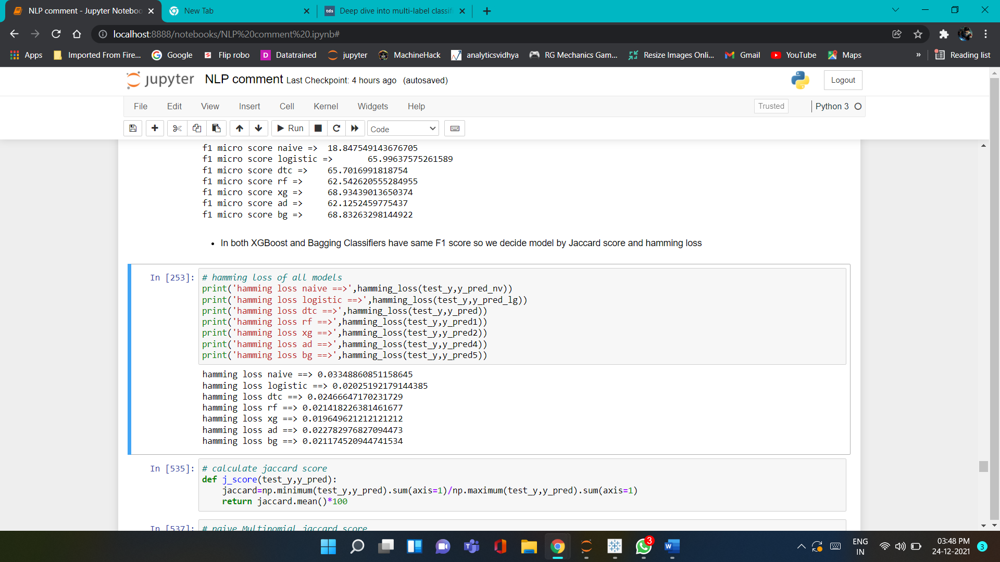 NLP comment - Jupyter Noteboo
New Tab
tds Deep dive into multi-label classifi
localhost:8888/notebooks/NLP%20comment%20.ipynb#
Apps Imported From Fire... Google Flip robo D Datatrained jupyter MachineHack analyticsvidhya RG Mechanics Gam... Resize Images Onli... Gmail YouTube Maps » Reading list
jupyter NLP comment Last Checkpoint: 4 hours ago (autosaved) Logout
File Edit View Insert Cell Kernel Widgets Help Trusted Python 3
Run Code
f1 micro score naive => 18.847549143676705
f1 micro score logistic => 65.99637575261589
f1 micro score dtc => 65.7016991818754
f1 micro score rf => 62.542620555284955
f1 micro score xg => 68.93439013650374
f1 micro score ad => 62.1252459775437
f1 micro score bg => 68.83263298144922
• In both XGBoost and Bagging Classifiers have same F1 score so we decide model by Jaccard score and hamming loss
In [253]: # hamming loss of all models
print('hamming loss naive ==>',hamming_loss(test_y,y_pred_nv))
print('hamming loss logistic ==>',hamming_loss(test_y,y_pred_lg))
print('hamming loss dtc ==>',hamming_loss(test_y,y_pred))
print('hamming loss rf ==>',hamming_loss(test_y,y_pred1))
print('hamming loss xg ==>',hamming_loss(test_y,y_pred2))
print('hamming loss ad ==>',hamming_loss(test_y,y_pred4))
print('hamming loss bg ==>',hamming_loss(test_y,y_pred5))
hamming loss naive ==> 0.03348860851158645
hamming loss logistic ==> 0.02025192179144385
hamming loss dtc ==> 0.02466647170231729
hamming loss rf ==> 0.021418226381461677
hamming loss xg ==> 0.019649621212121212
hamming loss ad ==> 0.022782976827094473
hamming loss bg ==> 0.021174520944741534
In [535]: # calculate jaccard score
def j_score(test_y,y_pred):
jaccard=np.minimum(test_y,y_pred).sum(axis=1)/np.maximum(test_y,y_pred).sum(axis=1)
return jaccard.mean()*100
In [537]: # naive Multinomial jaccard score
3
ENG
IN
03:48 PM
24-12-2021
3